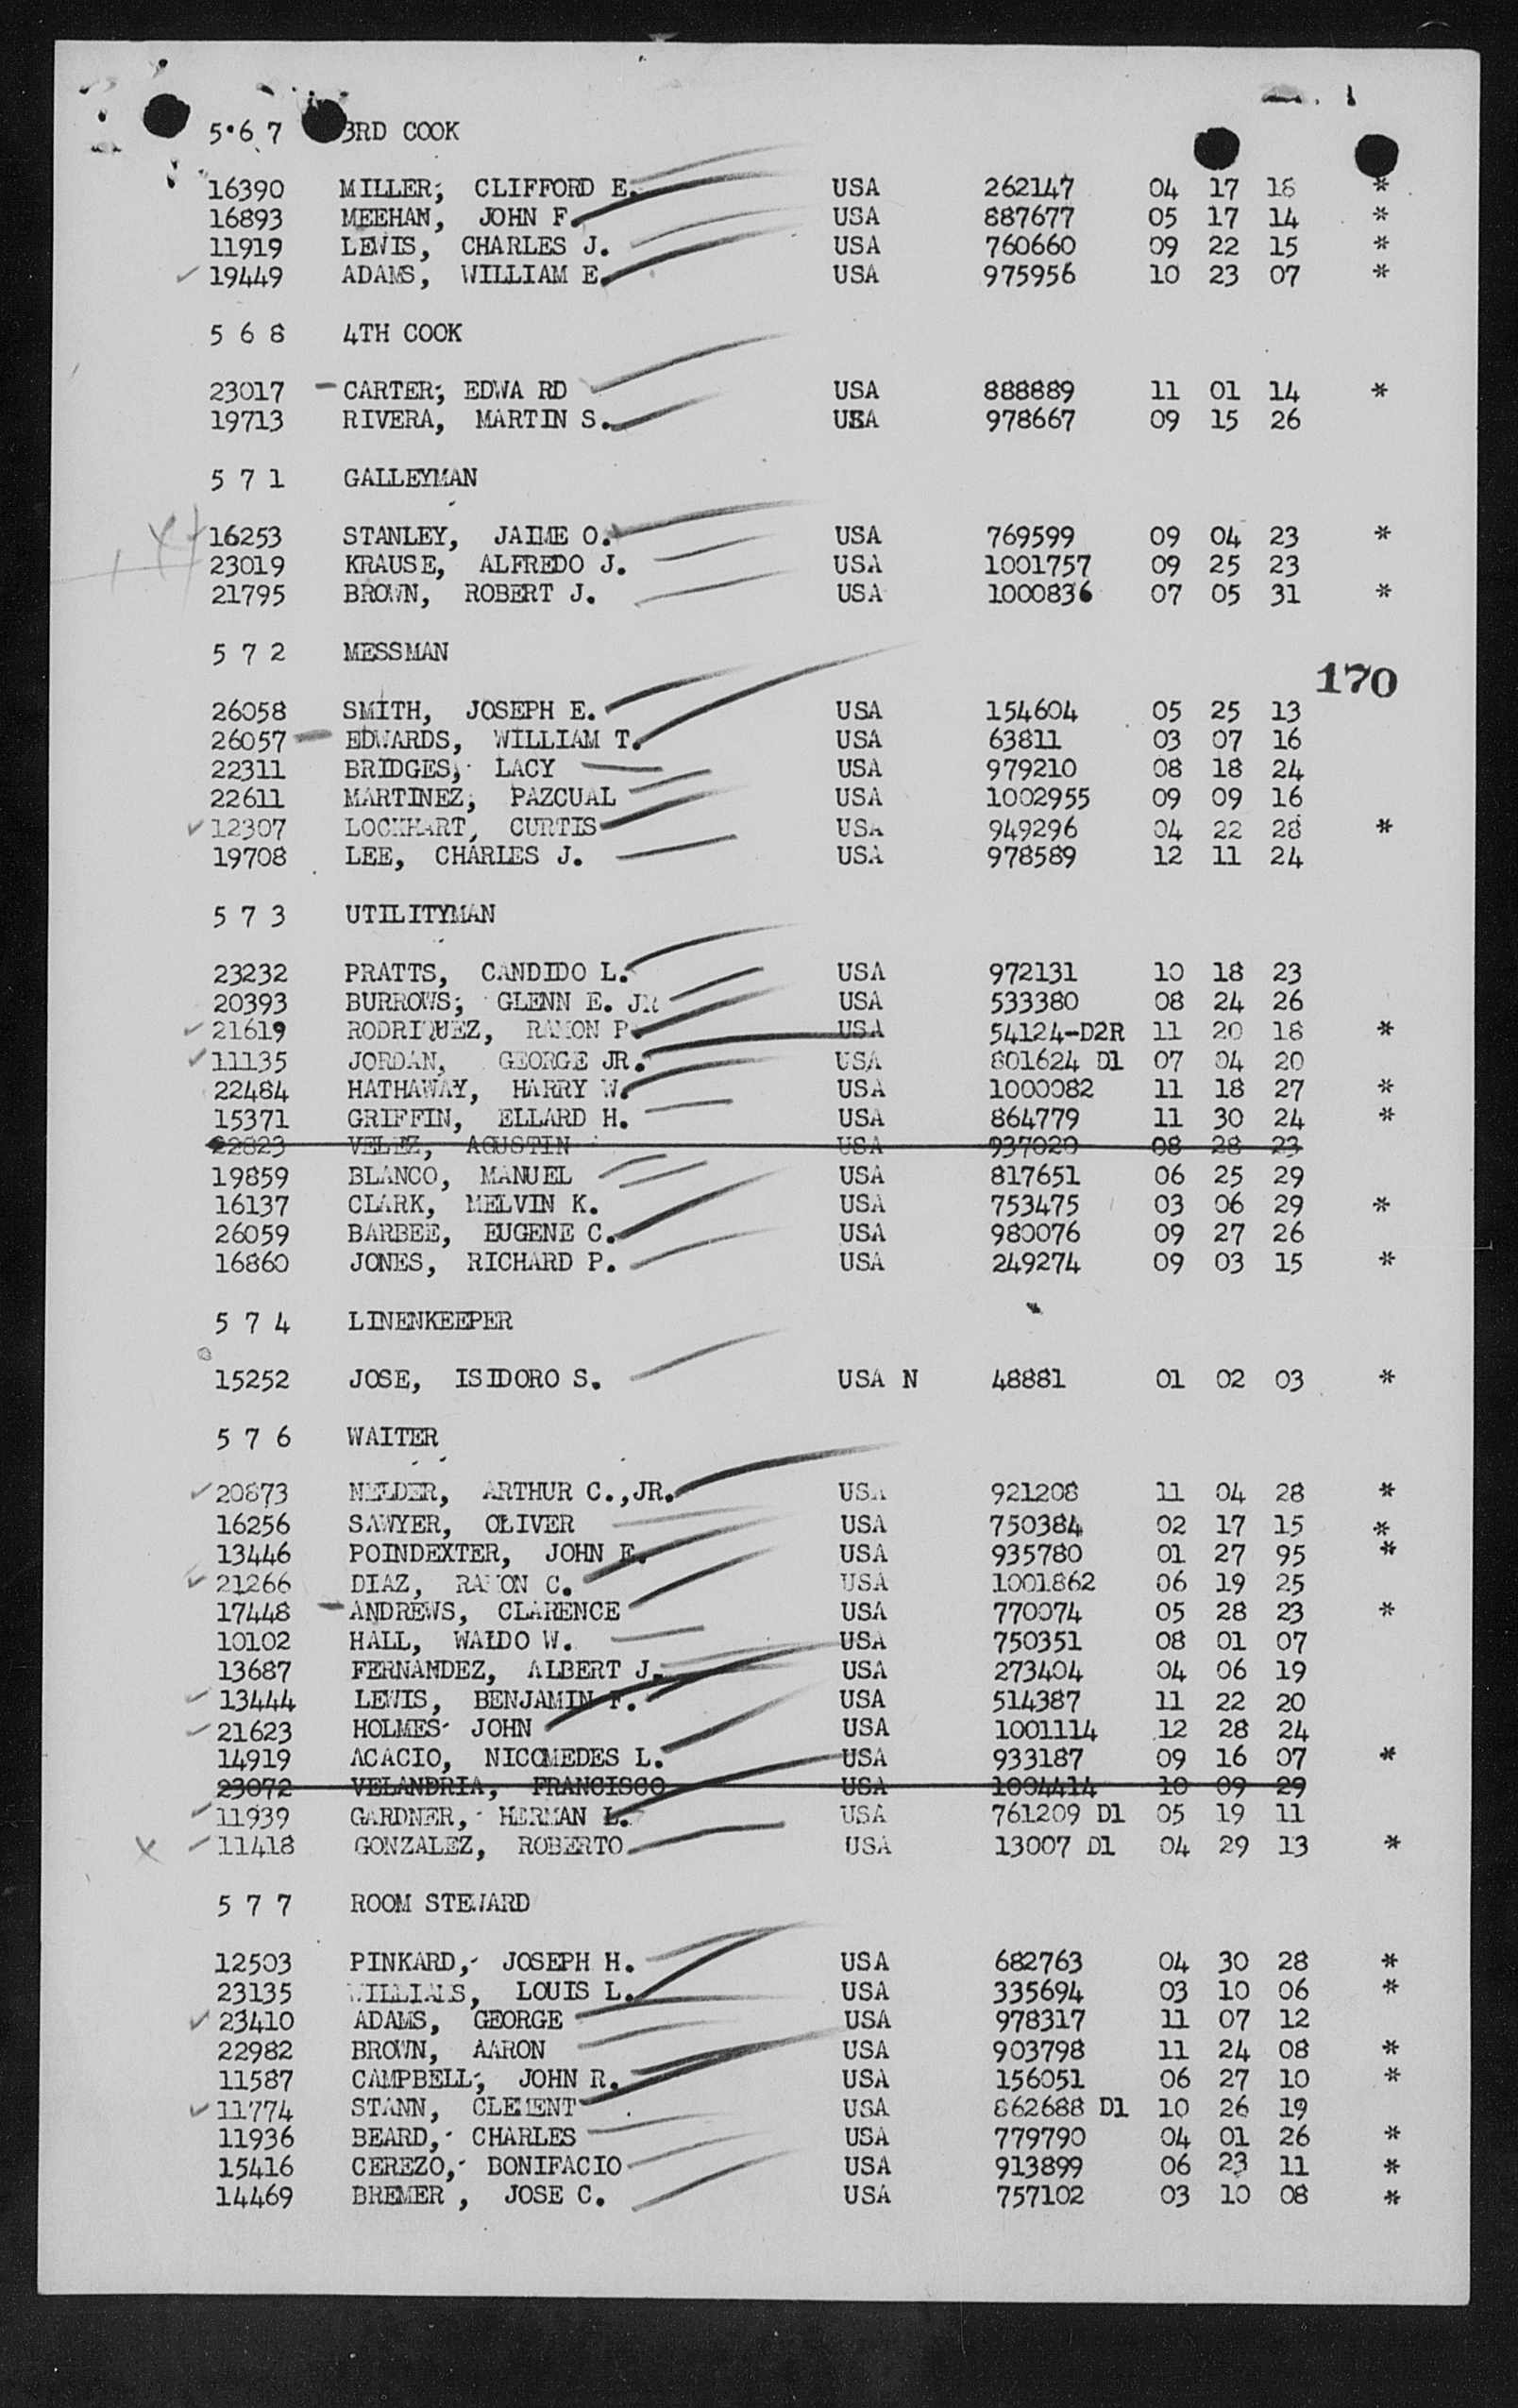 5 6 7 3RD COOK
16390 MILLER; CLIFFORD E. USA 262147 04 17 18 *
16893 MEEHAN, JOHN F. USA 887677 05 17 14 *
11919 LEWIS, CHARLES J. USA 760660 09 22 15 *
19449 ADAMS, WILLIAM E. USA 975956 10 23 07 *
5 6 8 4TH COOK
23017 CARTER; EDWA RD USA 888889 11 01 14 *
19713 RIVERA, MARTIN S. USA 978667 09 15 26
5 7 1 GALLEYMAN
16253 STANLEY, JAIME O. USA 769599 09 04 23 *
23019 KRAUSE, ALFREDO J. USA 1001757 09 25 23
21795 BROWN, ROBERT J. USA 1000836 07 05 31 *
5 7 2 MESSMAN
170
26058 SMITH, JOSEPH E. USA 154604 05 25 13
26057 EDWARDS, WILLIAM T. USA 63811 03 07 16
22311 BRIDGES, LACY USA 979210 08 18 24
22611 MARTINEZ, PAZCUAL USA 1002955 09 09 16
12307 LOCKHART, CURTIS USA 949296 04 22 28 *
19708 LEE, CHARLES J. USA 978589 12 11 24
5 7 3 UTILITYMAN
23232 PRATTS, CANDIDO L. USA 972131 10 18 23
20393 BURROWS; GLENN E. JR USA 533380 08 24 26
21619 RODRIQUEZ, RAMON P. USA 54124-D2R 11 20 18 *
11135 JORDAN, GEORGE JR. USA 801624 D1 07 04 20
22484 HATHAWAY, HARRY W. USA 1000082 11 18 27 *
15371 GRIFFIN, ELLARD H. USA 864779 11 30 24 *
22823 VELEZ, AGUSTIN USA 937020 08 28 23
19859 BLANCO, MANUEL USA 817651 06 25 29
16137 CLARK, MELVIN K. USA 753475 03 06 29 *
26059 BARBEE, EUGENE C. USA 980076 09 27 26
16860 JONES, RICHARD P. USA 249274 09 03 15 *
5 7 4 LINENKEEPER
15252 JOSE, ISIDORO S. USA N 48881 01 02 03 *
5 7 6 WAITER
20873 NELDER, ARTHUR C.,JR. USA 921208 11 04 28 *
16256 SAWYER, OLIVER USA 750384 02 17 15 *
13446 POINDEXTER, JOHN E. USA 935780 01 27 95 *
21266 DIAZ, RAMON C. USA 1001862 06 19 25
17448 ANDREWS, CLARENCE USA 770074 05 28 23 *
10102 HALL, WALDO W. USA 750351 08 01 07
13687 FERNANDEZ, ALBERT J. USA 273404 04 06 19
13444 LEWIS, BENJAMIN F. USA 514387 11 22 20
21623 HOLMES JOHN USA 1001114 12 28 24
14919 ACACIO, NICOMEDES L. USA 933187 09 16 07 *
23072 VELANDRIA, FRANCISCO USA 1004414 10 09 29
11939 GARDNER, HERMAN L. USA 761209 D1 05 19 11
11418 GONZALEZ, ROBERTO USA 13007 D1 04 29 13 *
5 7 7 ROOM STEWARD
12503 PINKARD, JOSEPH H. USA 682763 04 30 28 *
23135 WILLIAMS, LOUIS L. USA 335694 03 10 06 *
23410 ADAMS, GEORGE USA 978317 11 07 12
22982 BROWN, AARON USA 903798 11 24 08 *
11587 CAMPBELL, JOHN R. USA 156051 06 27 10 *
11774 STANN, CLEMENT USA 862688 D1 10 26 19
11936 BEARD, CHARLES USA 779790 04 01 26 *
15416 CEREZO, BONIFACIO USA 913899 06 23 11 *
14469 BREMER , JOSE C. USA 757102 03 10 08 *